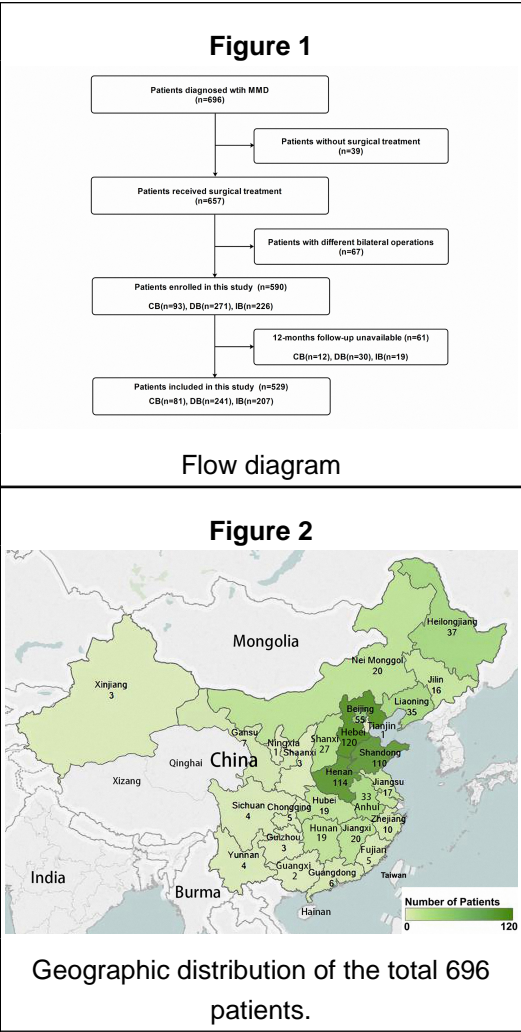 Figure 1
Patients diagnosed wtih MMD
(n=696)
Patients without surgical treatment
(n=39)
Patients received surgical treatment
(n=657)
Patients with different bilateral operations
(n=67)
Patients enrolled in this study (n=590)
CB(n=93), DB(n=271), IB(n=226)
12-months follow-up unavailable (n=61)
CB(n=12), DB(n=30), IB(n=19)
Patients included in this study (n=529)
CB(n=81), DB(n=241), IB(n=207)
Flow diagram
Figure 2
Heilongjiang
37
Mongolia
Nei Monggol
20
Jilin
16
Xinjiang
3
Liaoning
35
Beijing
55
Tianjin
1
Gansu
Hebei
120
Shanxi
27
Ningxia
1
Shaanxi
3
Shandong
110
Qinghai
China
Xizang
Henan
114
Jiangsu
17
33
Anhui
Hubei
19
Sichuan
4
Chongqing
5
Zhejiang
10
Hunan
19
Jiangxi
20
Guizhou
3
Fujian
5
Yunnan
4
Guangxi
2
Guangdong
6
India
Burma
Taiwan
Hainan
Number of Patients
0
120
Geographic distribution of the total 696
patients.